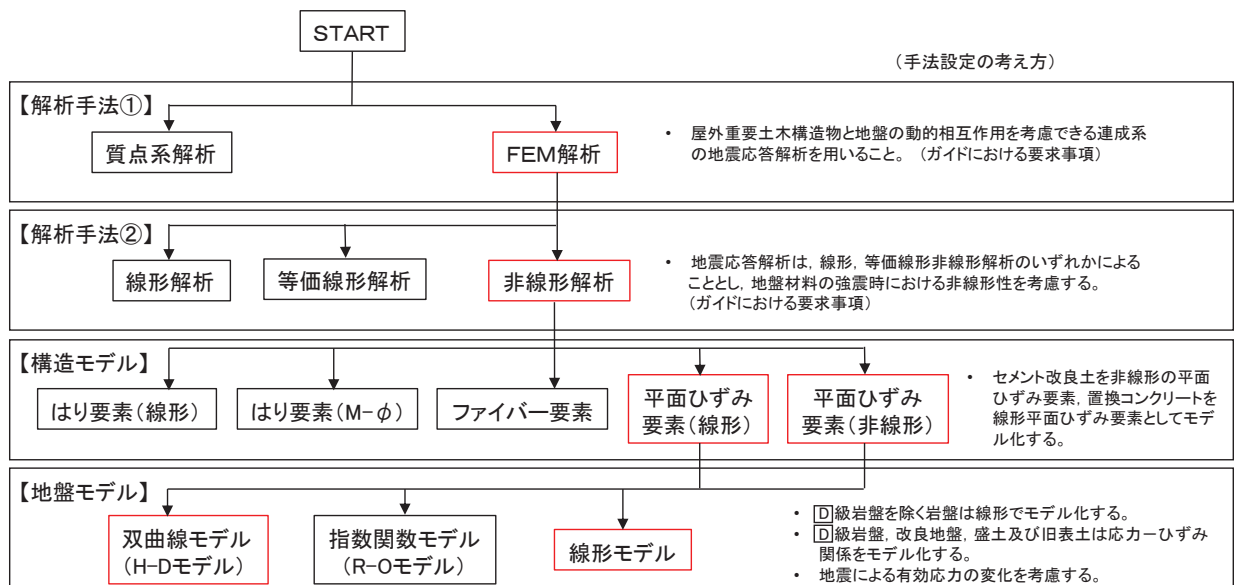 START
(手法設定の考え方)
【解析手法①】
質点系解析
FEM解析
・ 屋外重要土木構造物と地盤の動的相互作用を考慮できる連成系
の地震応答解析を用いること。 (ガイドにおける要求事項)
【解析手法②】
線形解析
等価線形解析
非線形解析
・ 地震応答解析は，線形，等価線形非線形解析のいずれかによる
こととし，地盤材料の強震時における非線形性を考慮する。
(ガイドにおける要求事項)
【構造モデル】
はり要素(線形)
はり要素(M-φ)
ファイバー要素
平面ひずみ
要素(線形)
平面ひずみ
要素(非線形)
・ セメント改良土を非線形の平面
ひずみ要素，置換コンクリートを
線形平面ひずみ要素としてモデ
ル化する。
【地盤モデル】
双曲線モデル
(H-Dモデル)
指数関数モデル
(R-Oモデル)
線形モデル
・ D級岩盤を除く岩盤は線形でモデル化する。
・ D級岩盤，改良地盤，盛土及び旧表土は応力ーひずみ
関係をモデル化する。
・ 地震による有効応力の変化を考慮する。